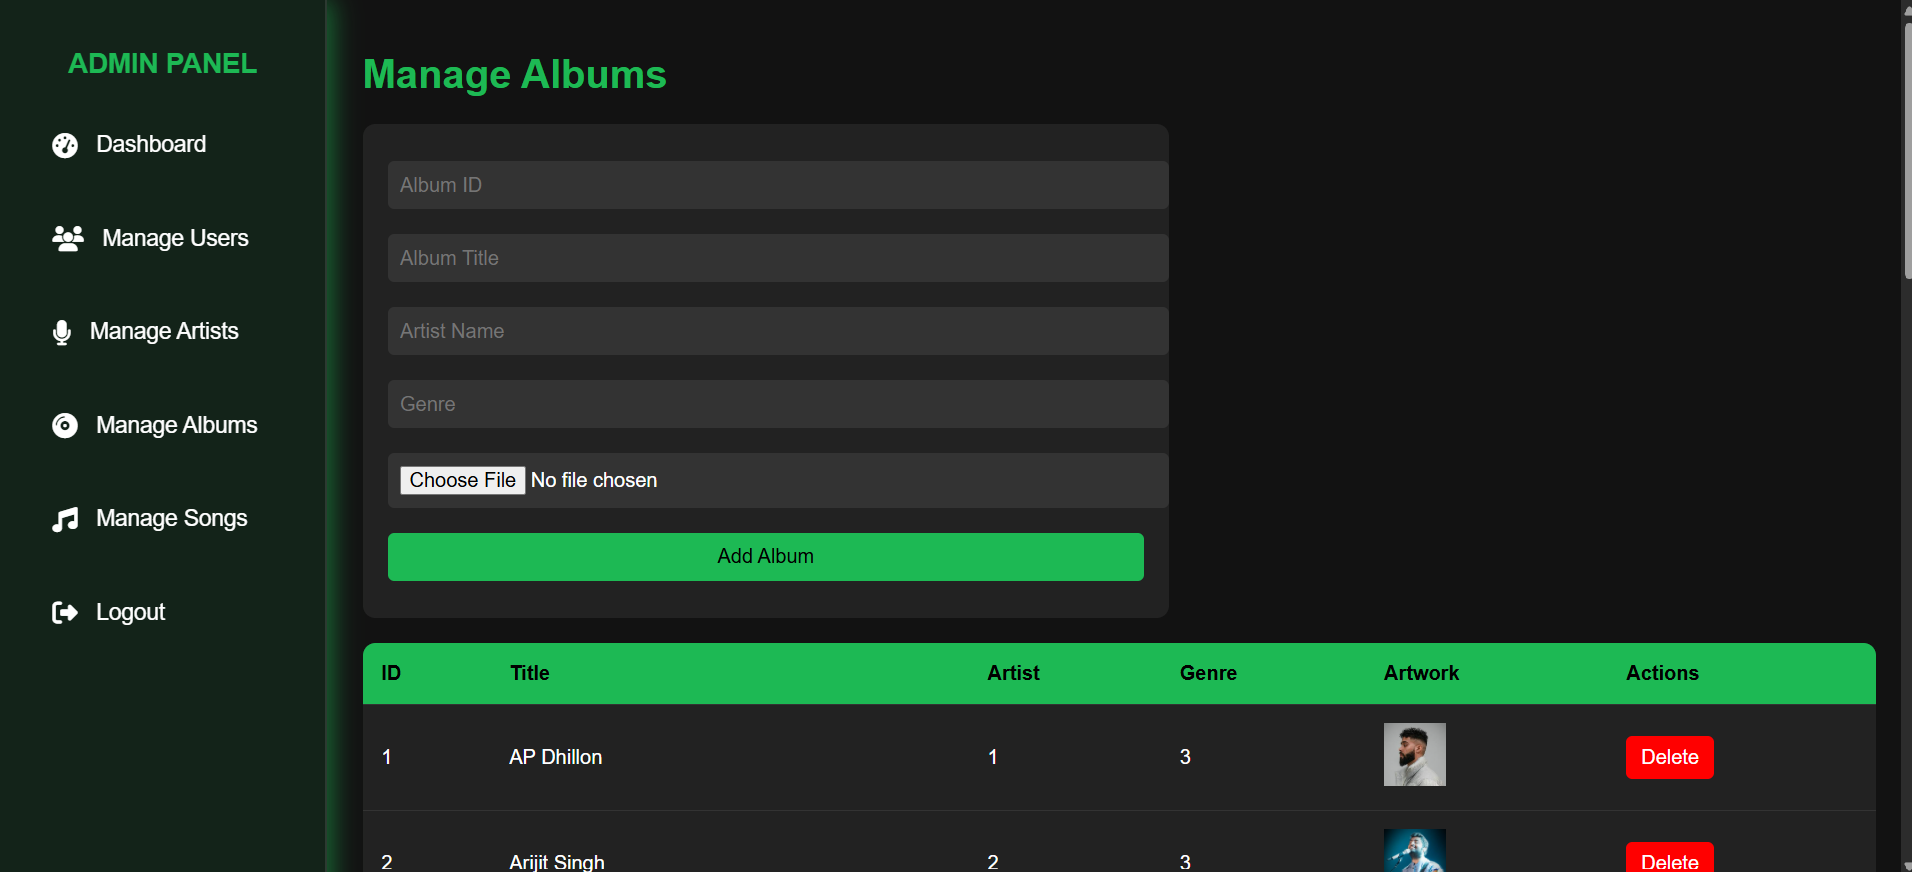 ADMIN PANEL
Dashboard
Manage Users
Manage Artists
Manage Albums
Manage Songs
Logout
Manage Albums
Album ID
Album Title
Artist Name
Genre
Choose File No file chosen
Add Album
ID Title Artist Genre Artwork Actions
1 AP Dhillon 1 3 Delete
2 Arijit Singh 2 3 Delete